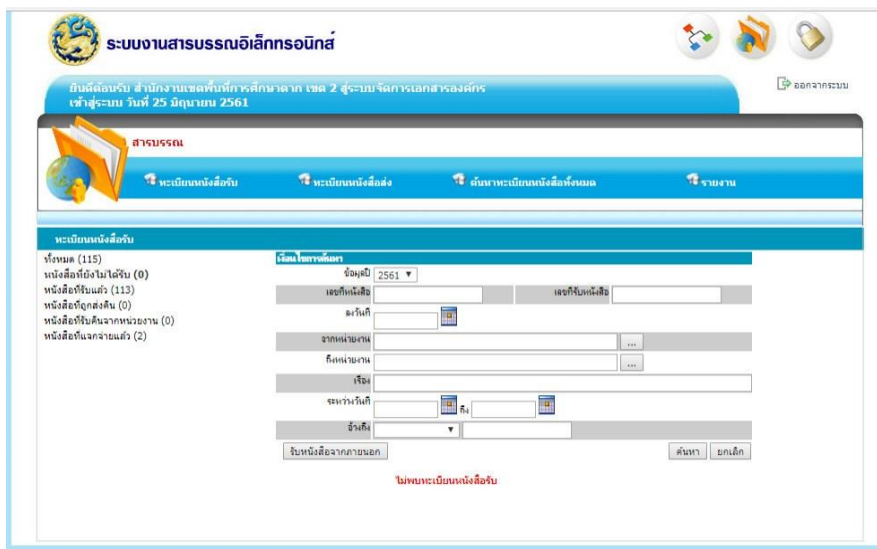 ระบบงานสารบรรณอิเล็กทรอนิกส์
ยินดีต้อนรับ สำนักงานเขตพื้นที่การศึกษาตาก เขต 2 สู่ระบบจัดการเอกสารองค์กร
เข้าสู่ระบบ วันที่ 25 มิถุนายน 2561
ออกจากระบบ
สารบรรณ
ทะเบียนหนังสือรับ ทะเบียนหนังสือส่ง ค้นหาทะเบียนหนังสือทั้งหมด รายงาน
ทะเบียนหนังสือรับ
ทั้งหมด (115)
หนังสือที่ยังไม่ได้รับ (0)
หนังสือที่รับแล้ว (113)
หนังสือที่ถูกส่งคืน (0)
หนังสือที่รับคืนจากหน่วยงาน (0)
หนังสือที่แจกจ่ายแล้ว (2)
เงื่อนไขการค้นหา
ข้อมูลปี 2561
เลขที่หนังสือ เลขที่รับหนังสือ
ลงวันที่
จากหน่วยงาน ...
ถึงหน่วยงาน ...
เรื่อง
ระหว่างวันที่ ถึง
อ้างถึง
รับหนังสือจากภายนอก ค้นหา ยกเลิก
ไม่พบทะเบียนหนังสือรับ